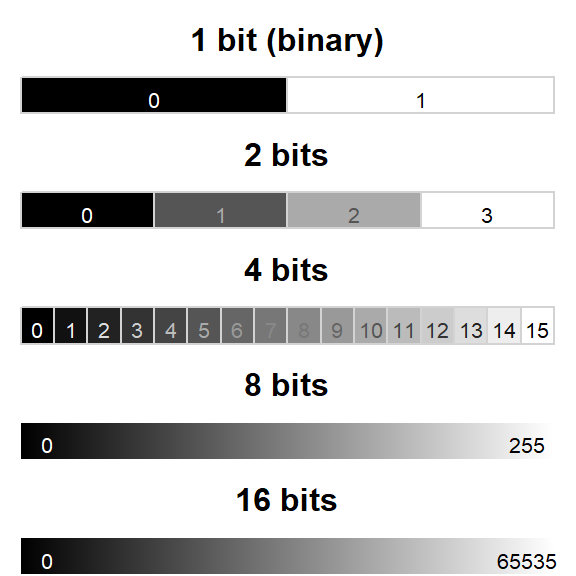 1 bit (binary)
0 1
2 bits
0 1 2 3
4 bits
0 1 2 3 4 5 6 7 8 9 10 11 12 13 14 15
8 bits
0 255
16 bits
0 65535